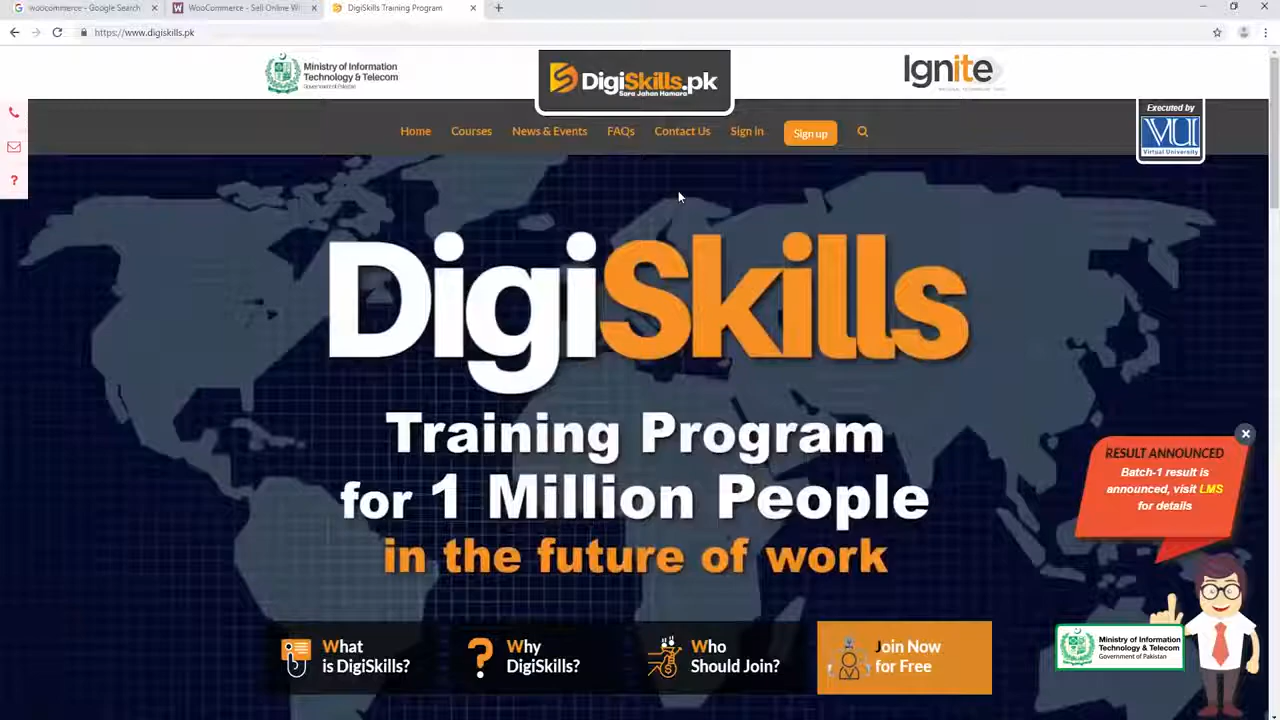 woocommerce - Google Search
WooCommerce - Sell Online Wi
DigiSkills Training Program
https://www.digiskills.pk
Ministry of Information
Technology & Telecom
Government of Pakistan
DigiSkills.pk
Sara Jahan Hamara
Ignite
Executed by
VU
Virtual University
Home
Courses
News & Events
FAQs
Contact Us
Sign in
Sign up
?
DigiSkills
Training Program
for 1 Million People
in the future of work
RESULT ANNOUNCED
Batch-1 result is
announced, visit LMS
for details
What
is DigiSkills?
Why
DigiSkills?
Who
Should Join?
Join Now
for Free
Ministry of Information
Technology & Telecom
Government of Pakistan